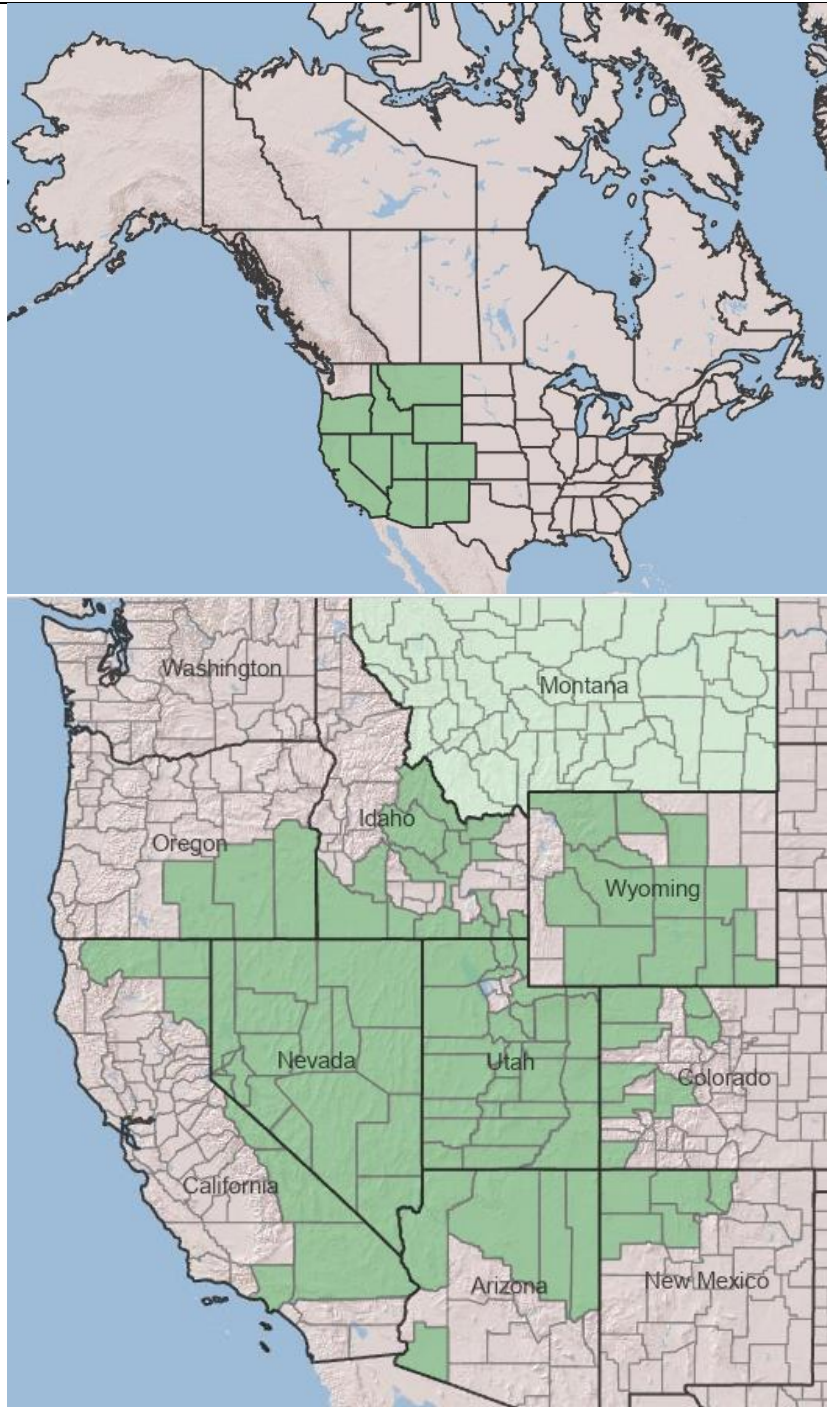 Washington
Montana
Idaho
Oregon
Wyoming
Nevada
Utah
Colorado
California
Arizona
New Mexico